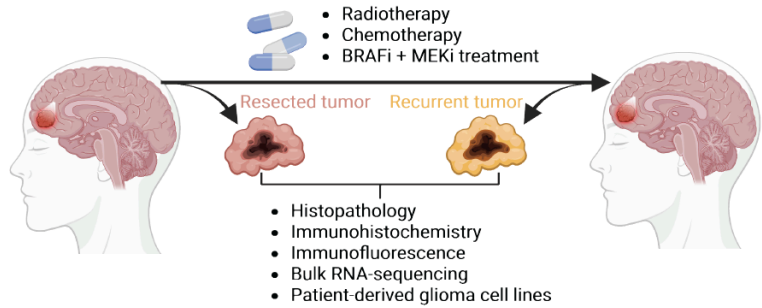 • Radiotherapy
• Chemotherapy
• BRAFi + MEKi treatment
Resected tumor
Recurrent tumor
• Histopathology
• Immunohistochemistry
• Immunofluorescence
• Bulk RNA-sequencing
• Patient-derived glioma cell lines